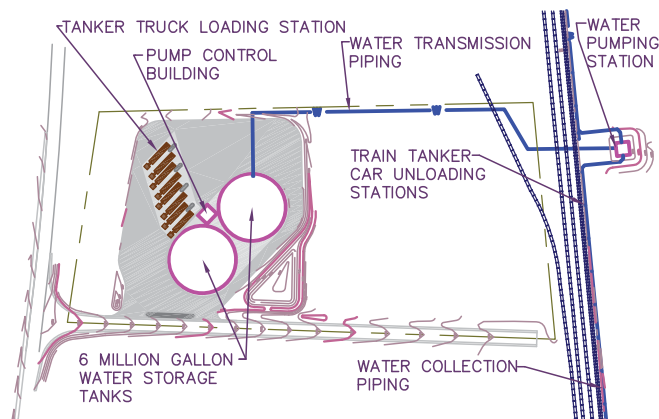 TANKER TRUCK LOADING STATION
PUMP CONTROL
BUILDING
WATER TRANSMISSION
PIPING
WATER
PUMPING
STATION
TRAIN TANKER
CAR UNLOADING
STATIONS
6 MILLION GALLON
WATER STORAGE
TANKS
WATER COLLECTION
PIPING